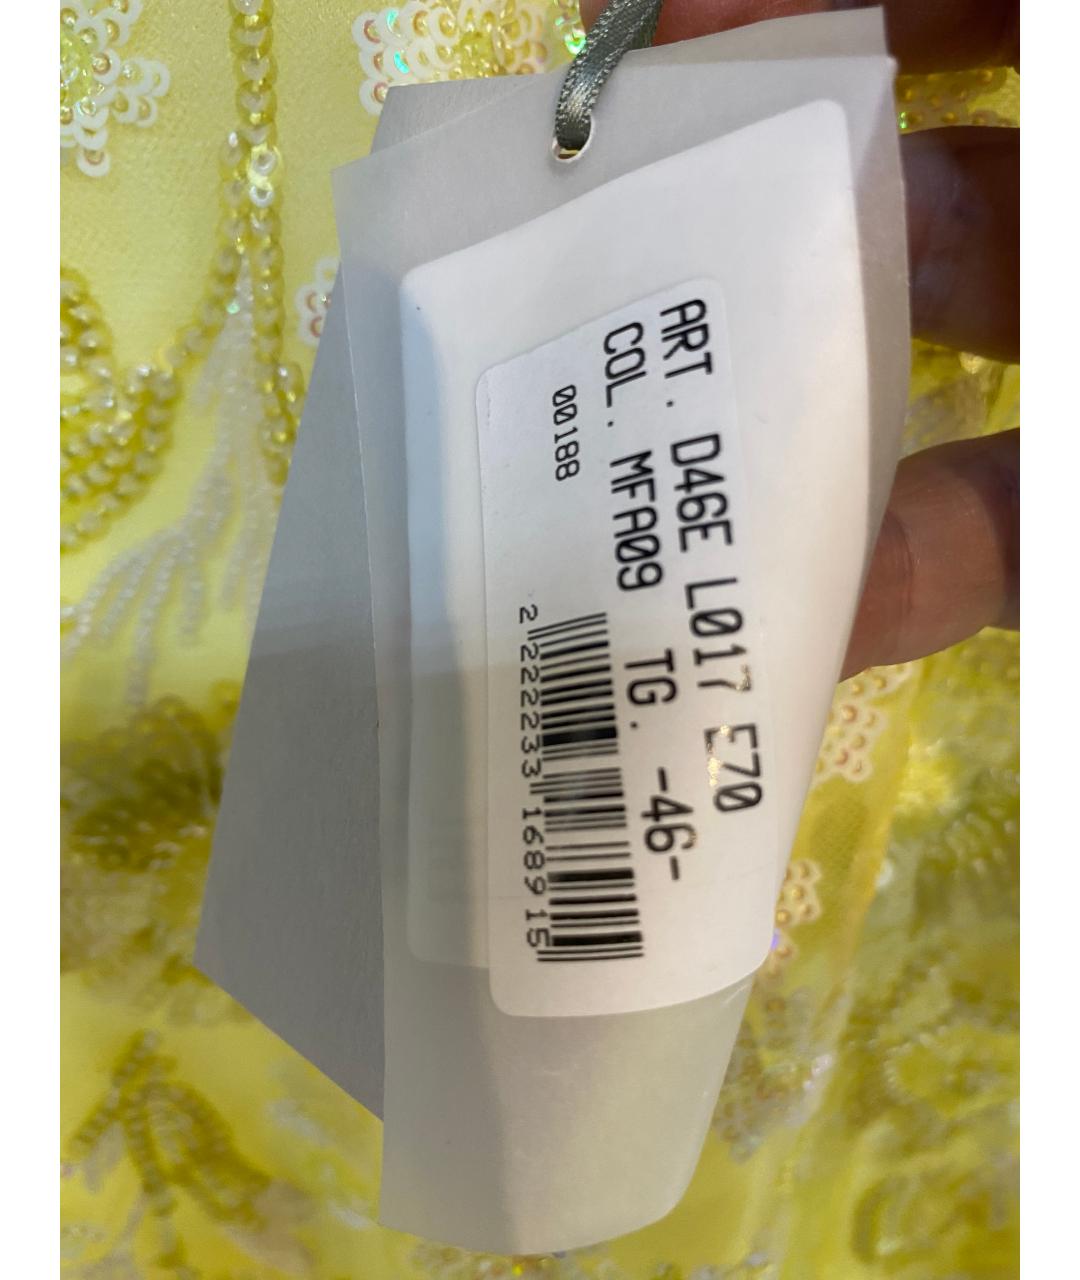 ART. D46E L017 E70
COL. MFA09 TG. -46-
00188
2 222233 168915